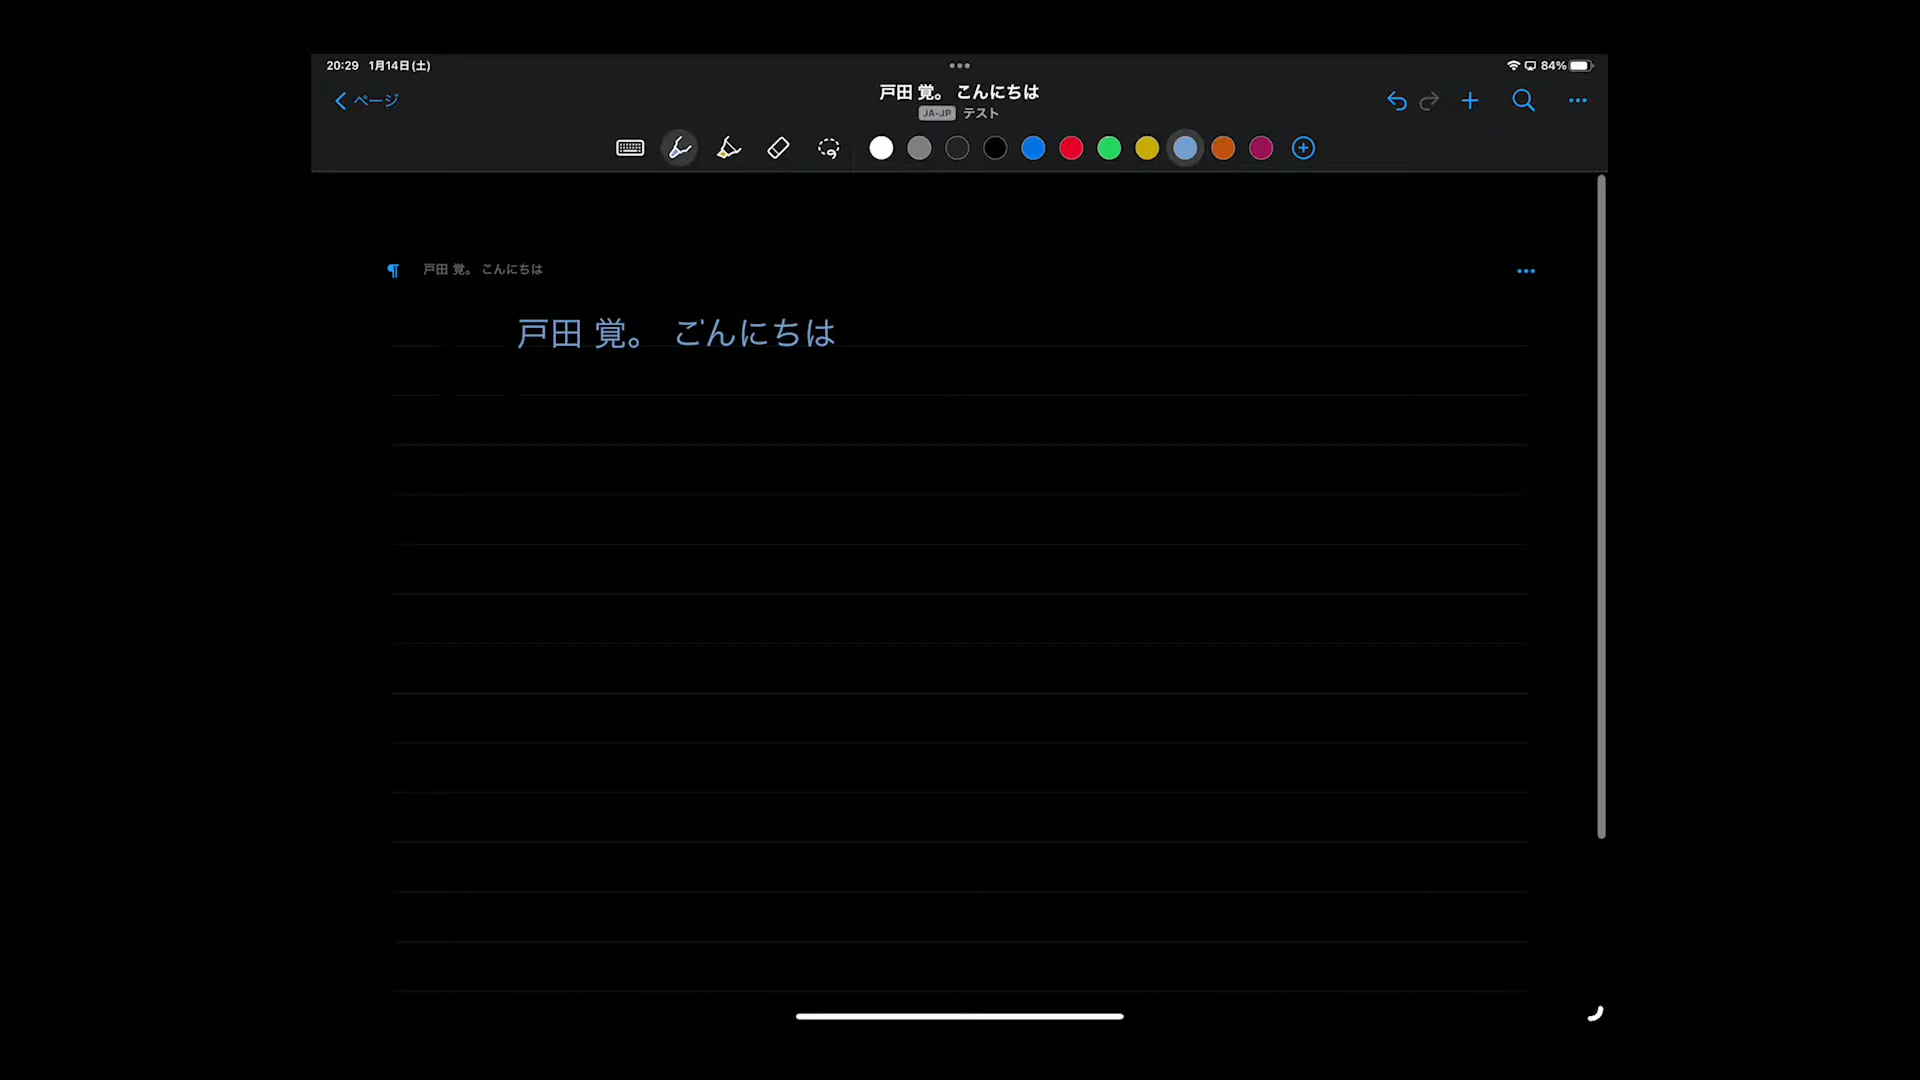 20:29 1月14日(土)
84%
ページ
戸田 覚。 こんにちは
JA-JP テスト
戸田 覚。 こんにちは
戸田 覚。 こんにちは